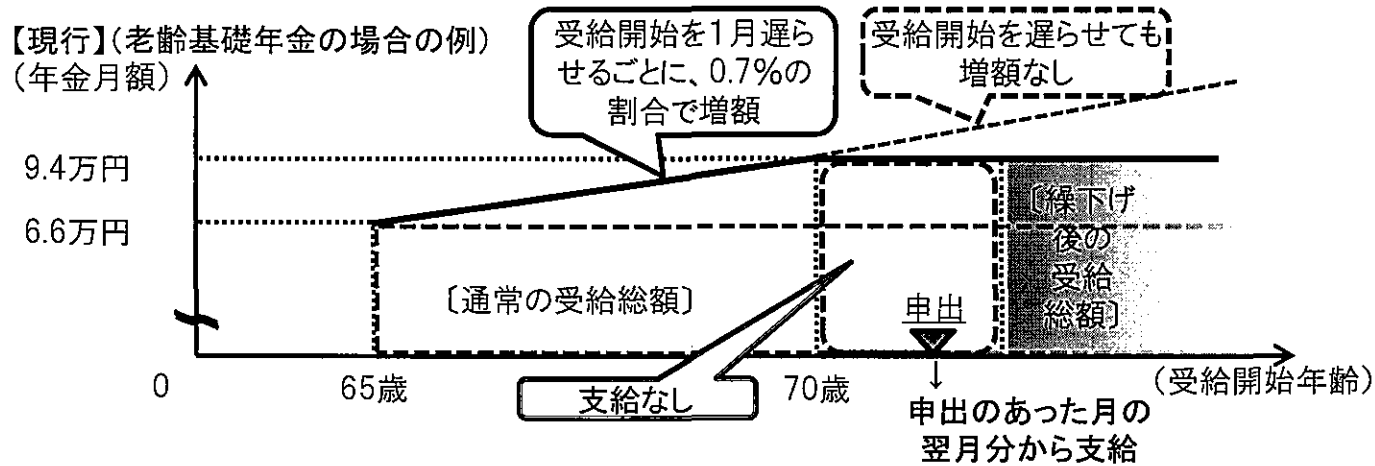 【現行】(老齢基礎年金の場合の例)
(年金月額)
受給開始を1月遅ら
せるごとに、0.7%の
割合で増額
受給開始を遅らせても
増額なし
9.4万円
6.6万円
〔通常の受給総額〕
〔繰下げ
後の
受給
総額〕
申出
0
65歳
支給なし
70歳
(受給開始年齢)
↓
申出のあった月の
翌月分から支給